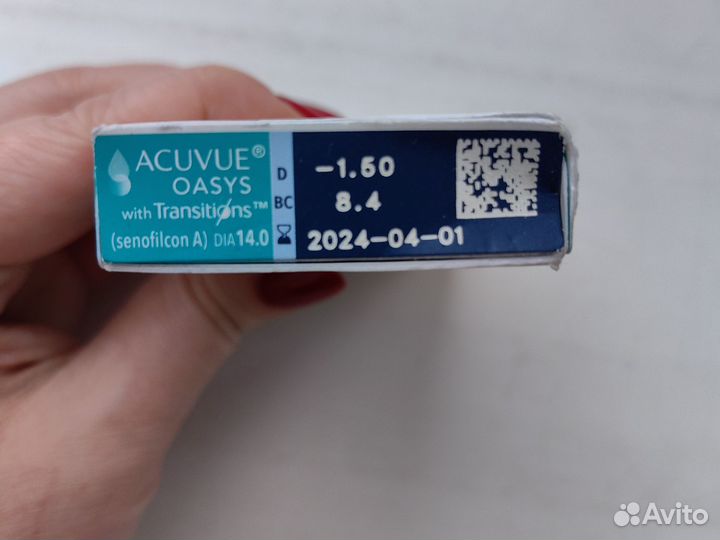 ACUVUE®
OASYS
with Transitions™
(senofilcon A) DIA 14.0
D -1.50
BC 8.4
2024-04-01
Avito